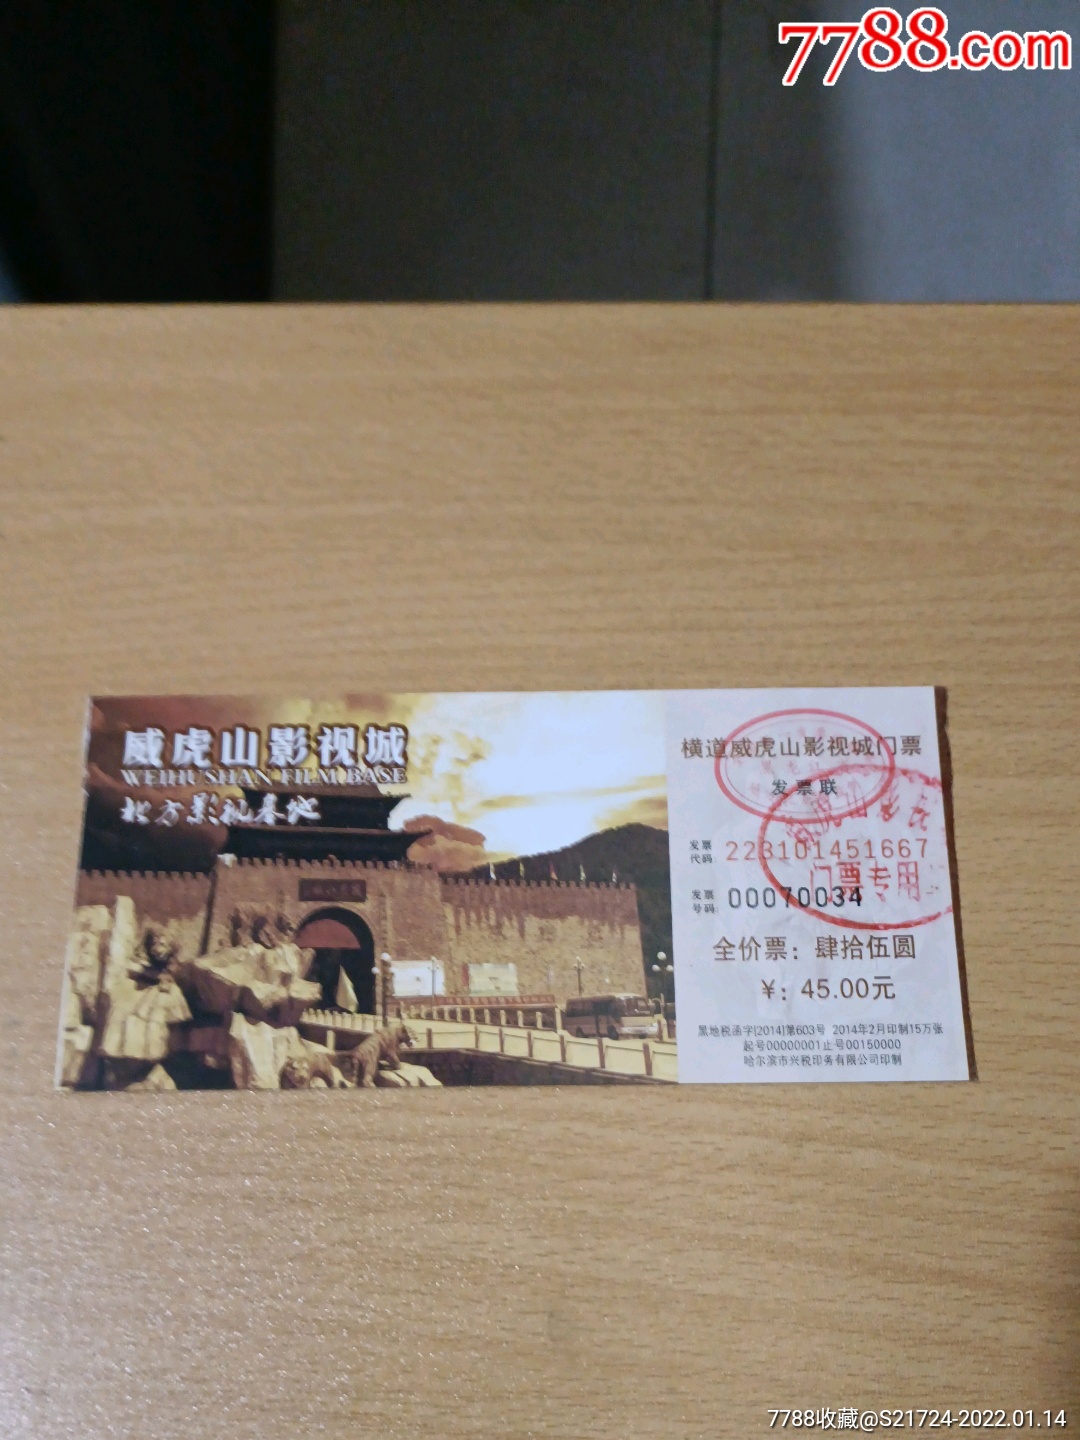 7788.com
威虎山影视城
WEIHUSHAN FILM BASE
北方影视基地
横道威虎山影视城门票
发票联
发票代码: 223101451667
门票专用
发票号码: 00070034
全价票: 肆拾伍圆
¥: 45.00元
黑地税函字[2014]第603号 2014年2月印制15万张
起号00000001止号00150000
哈尔滨市兴税印务有限公司印制
7788收藏@S21724-2022.01.14